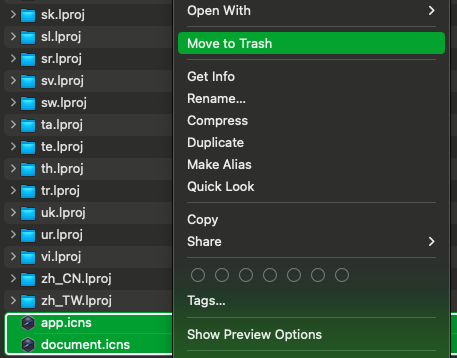 sk.lproj
sl.lproj
sr.lproj
sv.lproj
sw.lproj
ta.lproj
te.lproj
th.lproj
tr.lproj
uk.lproj
ur.lproj
vi.lproj
zh_CN.lproj
zh_TW.lproj
app.icns
document.icns
Open With
Move to Trash
Get Info
Rename...
Compress
Duplicate
Make Alias
Quick Look
Copy
Share
Tags...
Show Preview Options